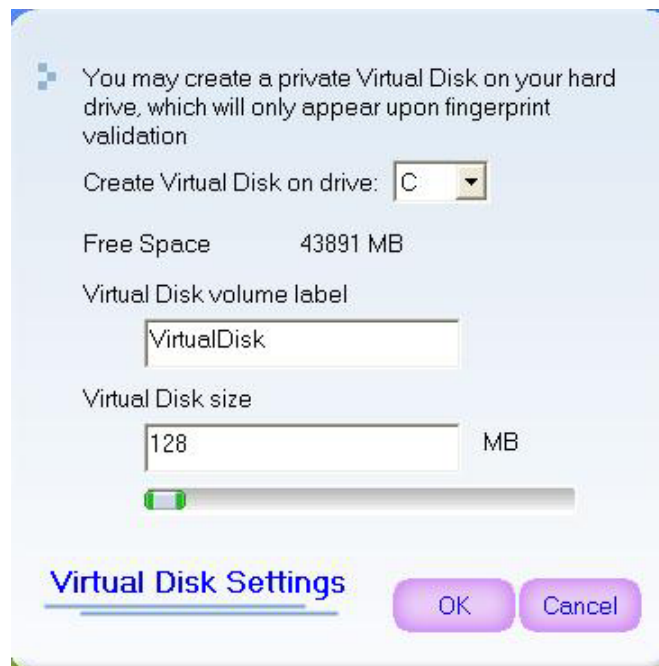 You may create a private Virtual Disk on your hard
drive, which will only appear upon fingerprint
validation
Create Virtual Disk on drive: C
Free Space 43891 MB
Virtual Disk volume label
VirtualDisk
Virtual Disk size
128 MB
Virtual Disk Settings
OK Cancel